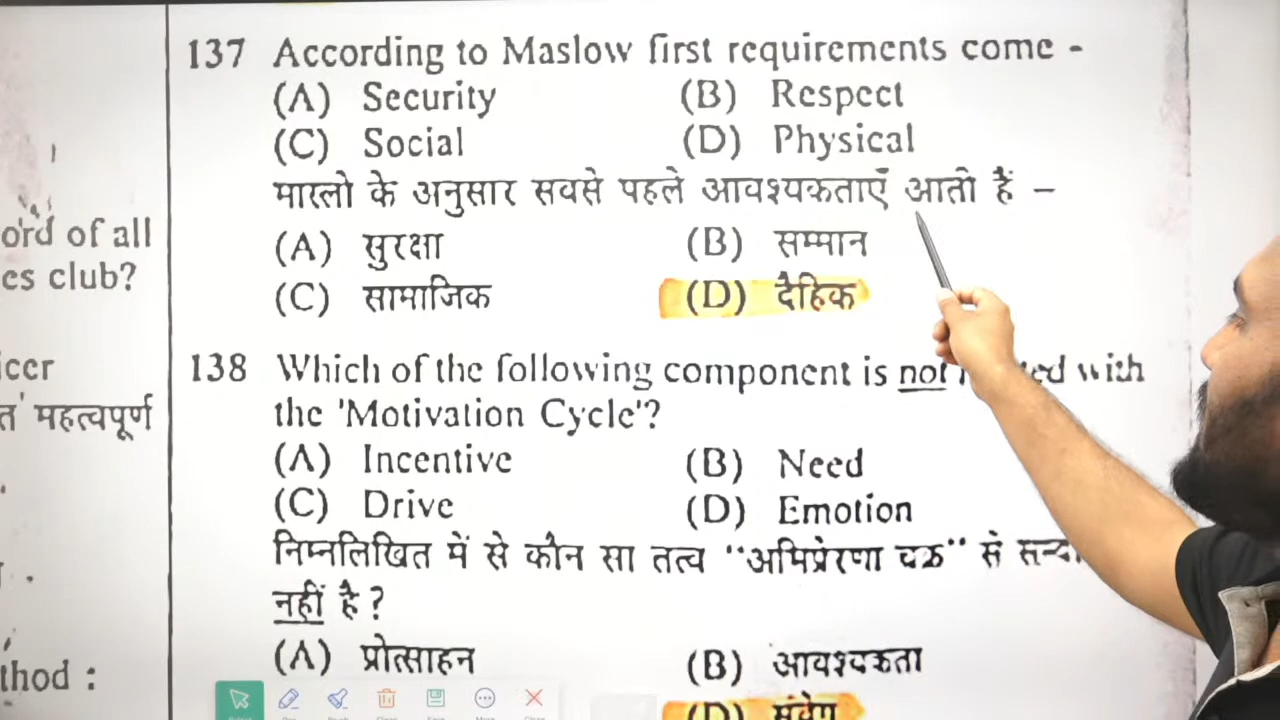 ord of all
es club?
icer
त' महत्वपूर्ण
thod :
137 According to Maslow first requirements come -
(A) Security (B) Respect
(C) Social (D) Physical
मारलो के अनुसार सबसे पहले आवश्यकताएँ आतो हैं –
(A) सुरक्षा (B) सम्मान
(C) सामाजिक (D) दैहिक
138 Which of the following component is not with
the 'Motivation Cycle'?
(A) Incentive (B) Need
(C) Drive (D) Emotion
निम्नलिखित में से कौन सा तत्व "अभिप्रेरणा चक्र" से
नहीं है ?
(A) प्रोत्साहन (B) आवश्यकता
(D) संवेग